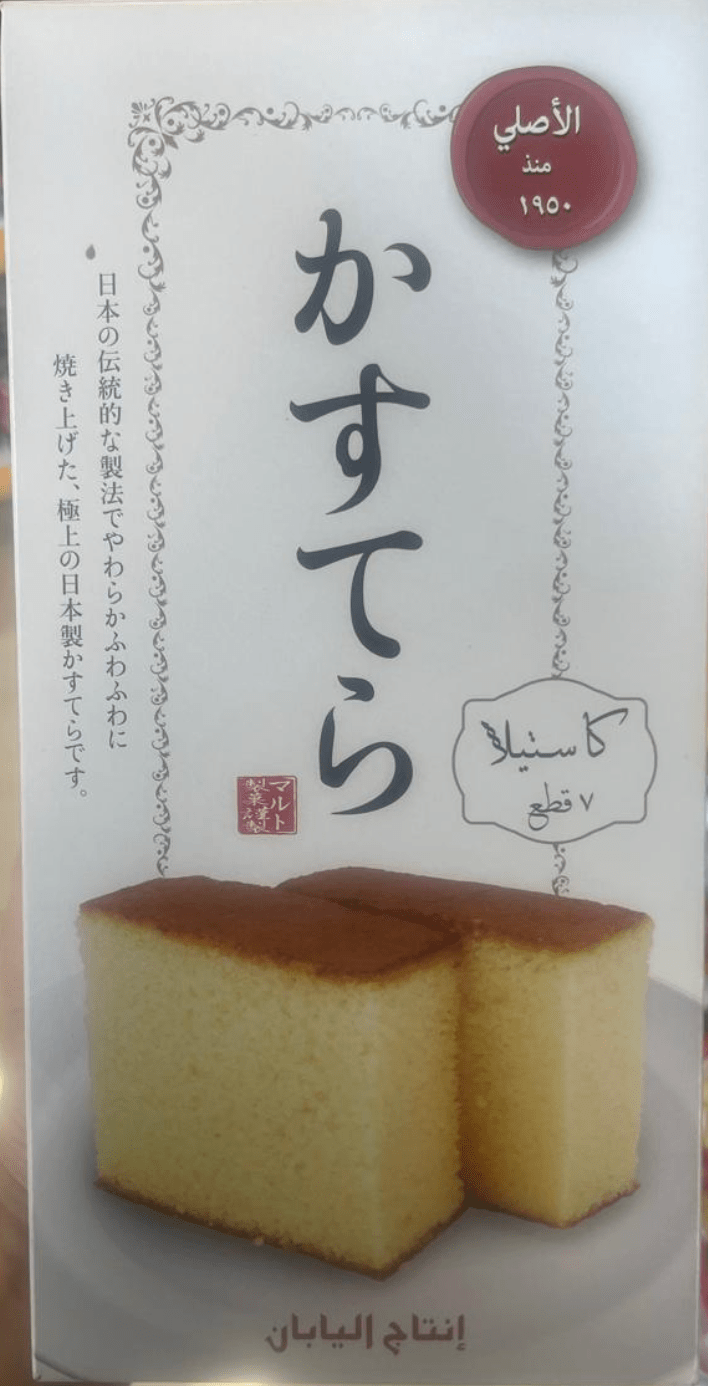 الأصلي
منذ
١٩٥٠
かすてら
日本の伝統的な製法でやわらかふわふわに
焼き上げた、極上の日本製かすてらです。
كاستيلا
٧ قطع
マルト
製菓謹製
إنتاج اليابان